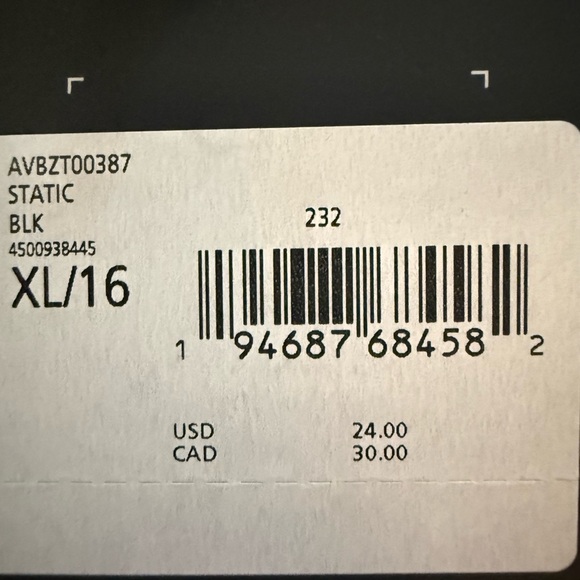 AVBZT00387
STATIC
BLK
4500938445
XL/16
232
1 94687 68458 2
USD 24.00
CAD 30.00